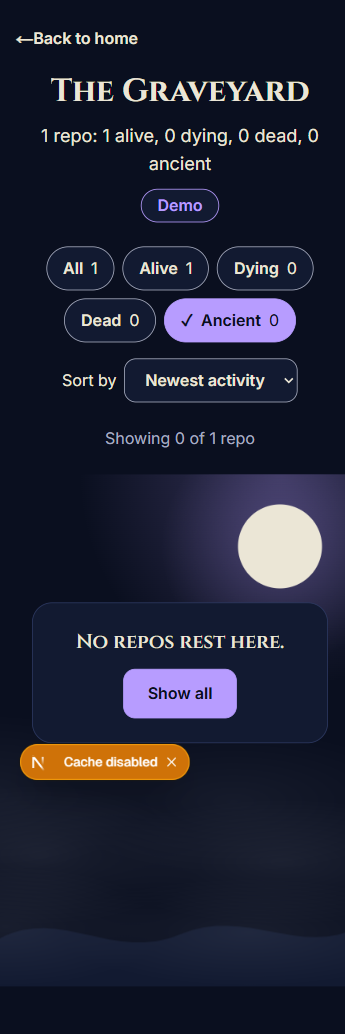 ←Back to home
The Graveyard
1 repo: 1 alive, 0 dying, 0 dead, 0
ancient
Demo
All 1 Alive 1 Dying 0
Dead 0 ✓ Ancient 0
Sort by Newest activity
Showing 0 of 1 repo
No repos rest here.
Show all
N Cache disabled ×